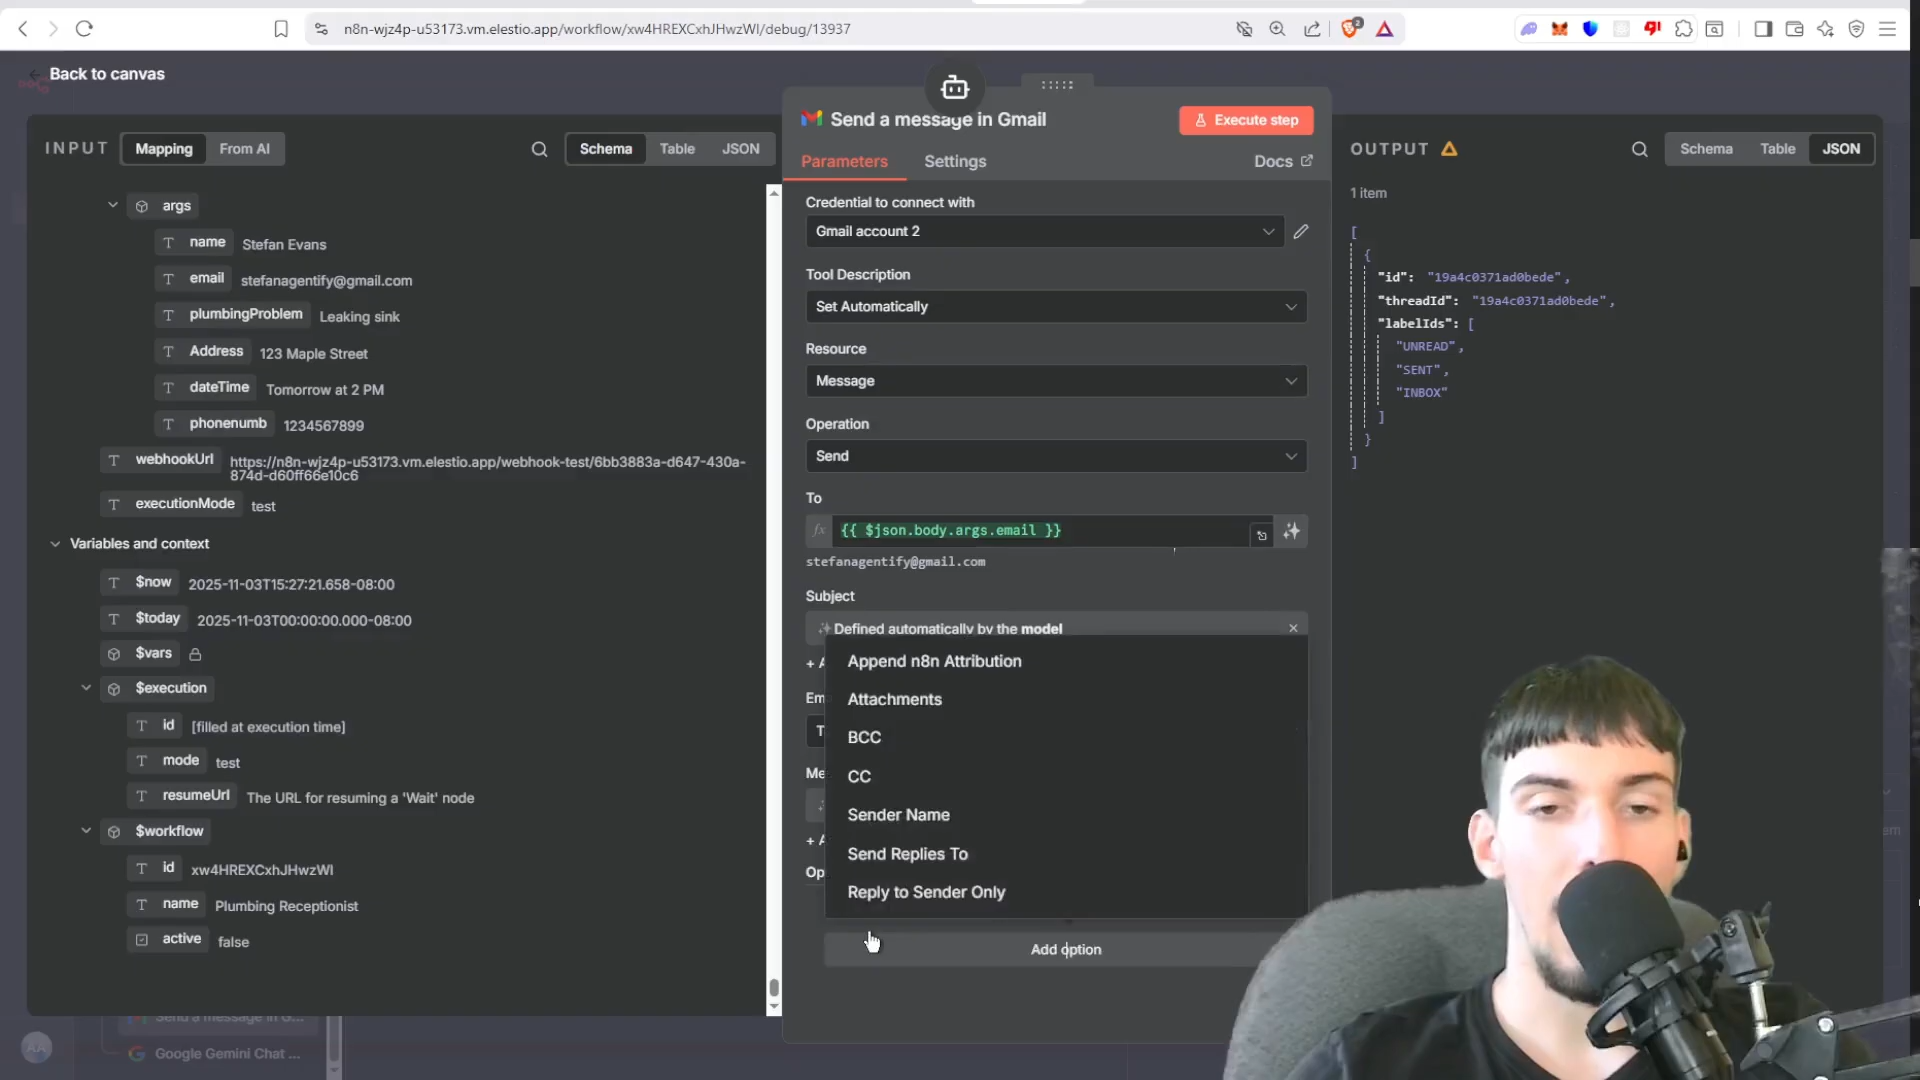 n8n-wjz4p-u53173.vm.elestio.app/workflow/xw4HREXCxhJHwzWI/debug/13937
2
Back to canvas
INPUT
Mapping
From AI
Schema
Table
JSON
args
name
Stefan Evans
email
stefanagentify@gmail.com
plumbingProblem
Leaking sink
Address
123 Maple Street
dateTime
Tomorrow at 2 PM
phonenumb
1234567899
webhookUrl
https://n8n-wjz4p-u53173.vm.elestio.app/webhook-test/6bb3883a-d647-430a-
874d-d60ff66e10c6
executionMode
test
Variables and context
$now
2025-11-03T15:27:21.658-08:00
$today
2025-11-03T00:00:00.000-08:00
$vars
$execution
id
[filled at execution time]
mode
test
resumeUrl
The URL for resuming a 'Wait' node
$workflow
id
xw4HREXCxhJHwzWI
name
Plumbing Receptionist
active
false
AA
Send a message in G...
Google Gemini Chat ...
Send a message in Gmail
Execute step
Parameters
Settings
Docs
Credential to connect with
Gmail account 2
Tool Description
Set Automatically
Resource
Message
Operation
Send
To
fx
{{ $json.body.args.email }}
stefanagentify@gmail.com
Subject
Defined automatically by the model
+ A
Em
T
Me
+ A
Op
Append n8n Attribution
Attachments
BCC
CC
Sender Name
Send Replies To
Reply to Sender Only
Add option
OUTPUT
Schema
Table
JSON
1 item
[
{
"id": "19a4c0371ad0bede",
"threadId": "19a4c0371ad0bede",
"labelIds": [
"UNREAD",
"SENT",
"INBOX"
]
}
]